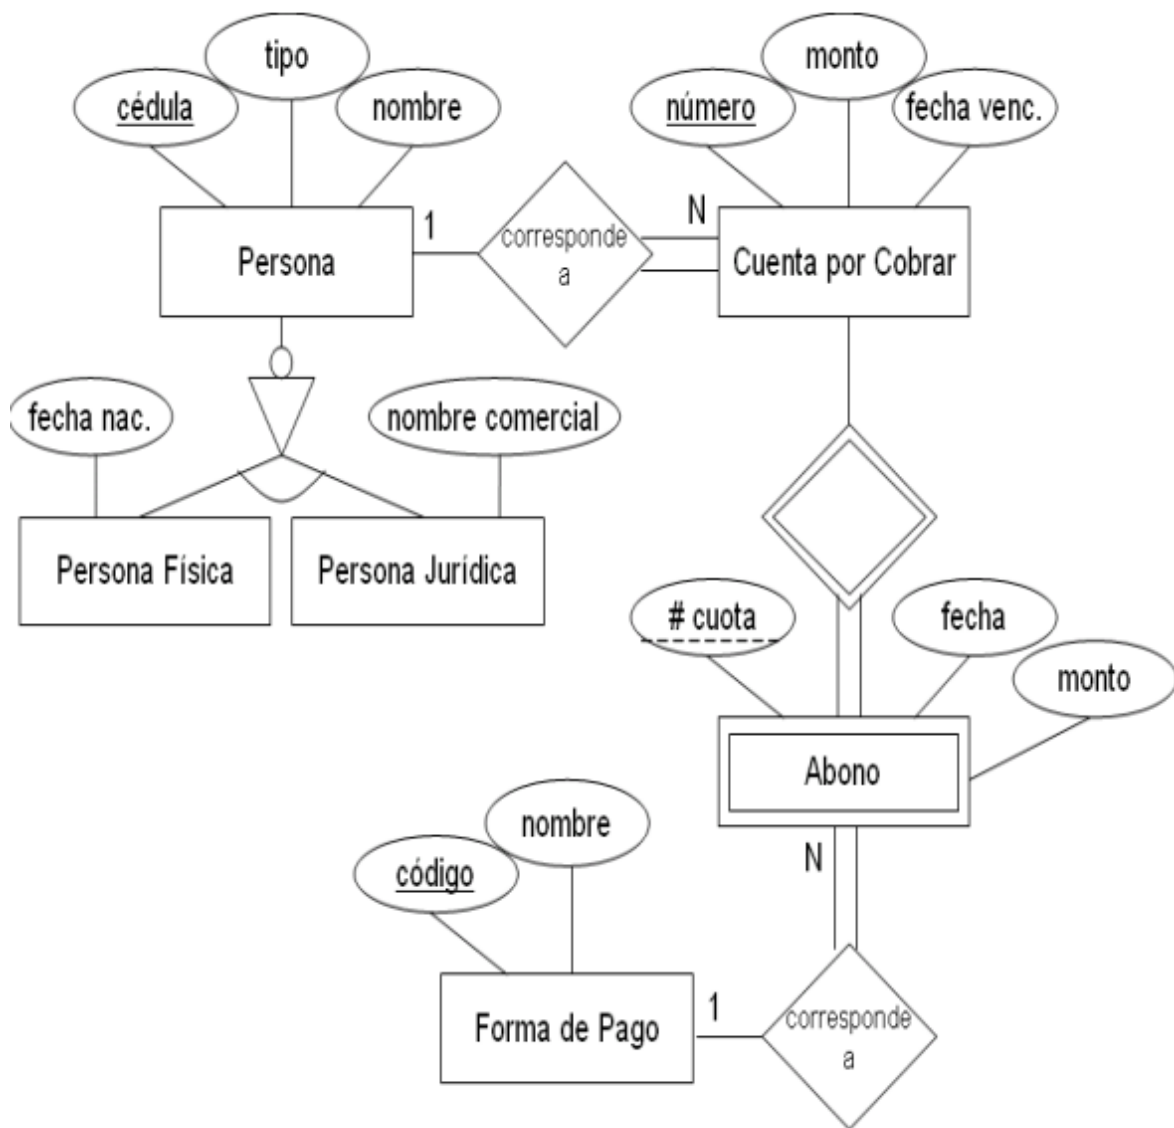 tipo
monto
cédula
nombre
número
fecha venc.
1
corresponde
a
N
Persona
Cuenta por Cobrar
fecha nac.
nombre comercial
Persona Física
Persona Jurídica
# cuota
fecha
monto
Abono
nombre
N
código
Forma de Pago
1
corresponde
a